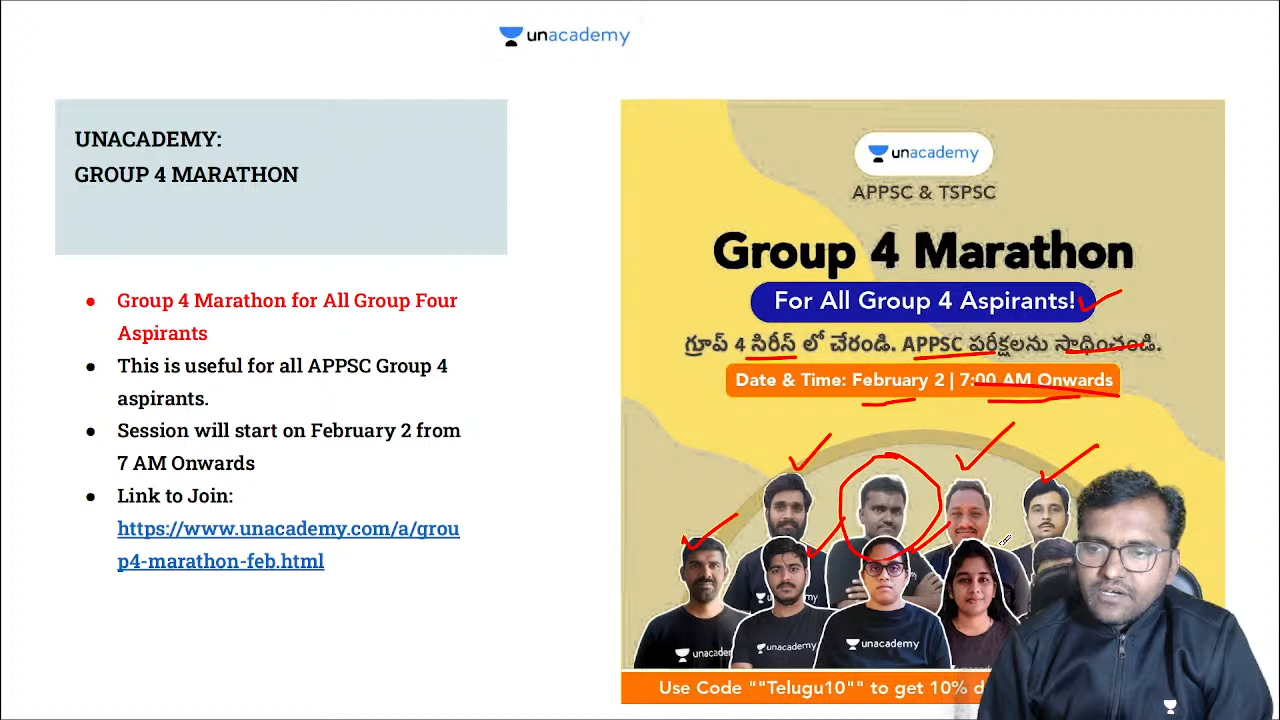 unacademy
UNACADEMY:
GROUP 4 MARATHON
● Group 4 Marathon for All Group Four
Aspirants
● This is useful for all APPSC Group 4
aspirants.
● Session will start on February 2 from
7 AM Onwards
● Link to Join:
https://www.unacademy.com/a/grou
p4-marathon-feb.html
unacademy
APPSC & TSPSC
Group 4 Marathon
For All Group 4 Aspirants!
గ్రూప్ 4 సిరీస్ లో చేరండి. APPSC పరీక్షలను సాధించండి.
Date & Time: February 2 | 7:00 AM Onwards
unacademy
unacademy
unacademy
Use Code ""Telugu10"" to get 10%